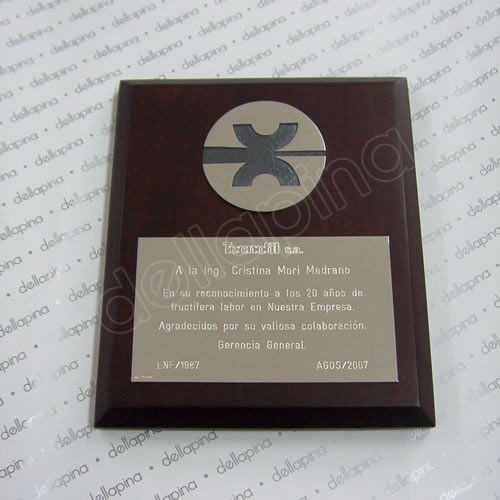 Tecnofil s.a.
A la Ing. Cristina Mori Medrano
En su reconocimiento a los 20 años de
fructífera labor en Nuestra Empresa.
Agradecidos por su valiosa colaboración.
Gerencia General.
ENE/1987 AGOS/2007
dellapina